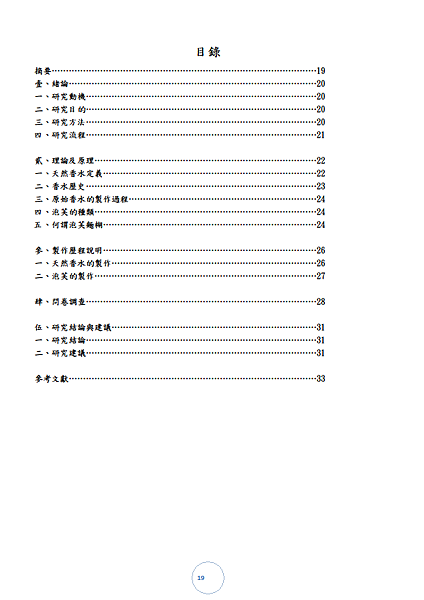 目錄
摘要⋯⋯⋯⋯⋯⋯⋯⋯⋯⋯⋯⋯⋯⋯⋯⋯⋯⋯⋯⋯⋯⋯19
壹、緒論⋯⋯⋯⋯⋯⋯⋯⋯⋯⋯⋯⋯⋯⋯⋯⋯⋯⋯⋯⋯20
一、研究動機⋯⋯⋯⋯⋯⋯⋯⋯⋯⋯⋯⋯⋯⋯⋯⋯⋯⋯20
二、研究目的⋯⋯⋯⋯⋯⋯⋯⋯⋯⋯⋯⋯⋯⋯⋯⋯⋯⋯20
三、研究方法⋯⋯⋯⋯⋯⋯⋯⋯⋯⋯⋯⋯⋯⋯⋯⋯⋯⋯20
四、研究流程⋯⋯⋯⋯⋯⋯⋯⋯⋯⋯⋯⋯⋯⋯⋯⋯⋯⋯21
貳、理論及原理⋯⋯⋯⋯⋯⋯⋯⋯⋯⋯⋯⋯⋯⋯⋯⋯⋯22
一、天然香水定義⋯⋯⋯⋯⋯⋯⋯⋯⋯⋯⋯⋯⋯⋯⋯⋯22
二、香水歷史⋯⋯⋯⋯⋯⋯⋯⋯⋯⋯⋯⋯⋯⋯⋯⋯⋯⋯23
三、原始香水的製作過程⋯⋯⋯⋯⋯⋯⋯⋯⋯⋯⋯⋯⋯24
四、泡芙的種類⋯⋯⋯⋯⋯⋯⋯⋯⋯⋯⋯⋯⋯⋯⋯⋯⋯24
五、何謂泡芙麵糊⋯⋯⋯⋯⋯⋯⋯⋯⋯⋯⋯⋯⋯⋯⋯⋯24
參、製作歷程說明⋯⋯⋯⋯⋯⋯⋯⋯⋯⋯⋯⋯⋯⋯⋯⋯26
一、天然香水的製作⋯⋯⋯⋯⋯⋯⋯⋯⋯⋯⋯⋯⋯⋯⋯26
二、泡芙的製作⋯⋯⋯⋯⋯⋯⋯⋯⋯⋯⋯⋯⋯⋯⋯⋯⋯27
肆、問卷調查⋯⋯⋯⋯⋯⋯⋯⋯⋯⋯⋯⋯⋯⋯⋯⋯⋯⋯28
伍、研究結論與建議⋯⋯⋯⋯⋯⋯⋯⋯⋯⋯⋯⋯⋯⋯⋯31
一、研究結論⋯⋯⋯⋯⋯⋯⋯⋯⋯⋯⋯⋯⋯⋯⋯⋯⋯⋯31
二、研究建議⋯⋯⋯⋯⋯⋯⋯⋯⋯⋯⋯⋯⋯⋯⋯⋯⋯⋯31
參考文獻⋯⋯⋯⋯⋯⋯⋯⋯⋯⋯⋯⋯⋯⋯⋯⋯⋯⋯⋯⋯33
19